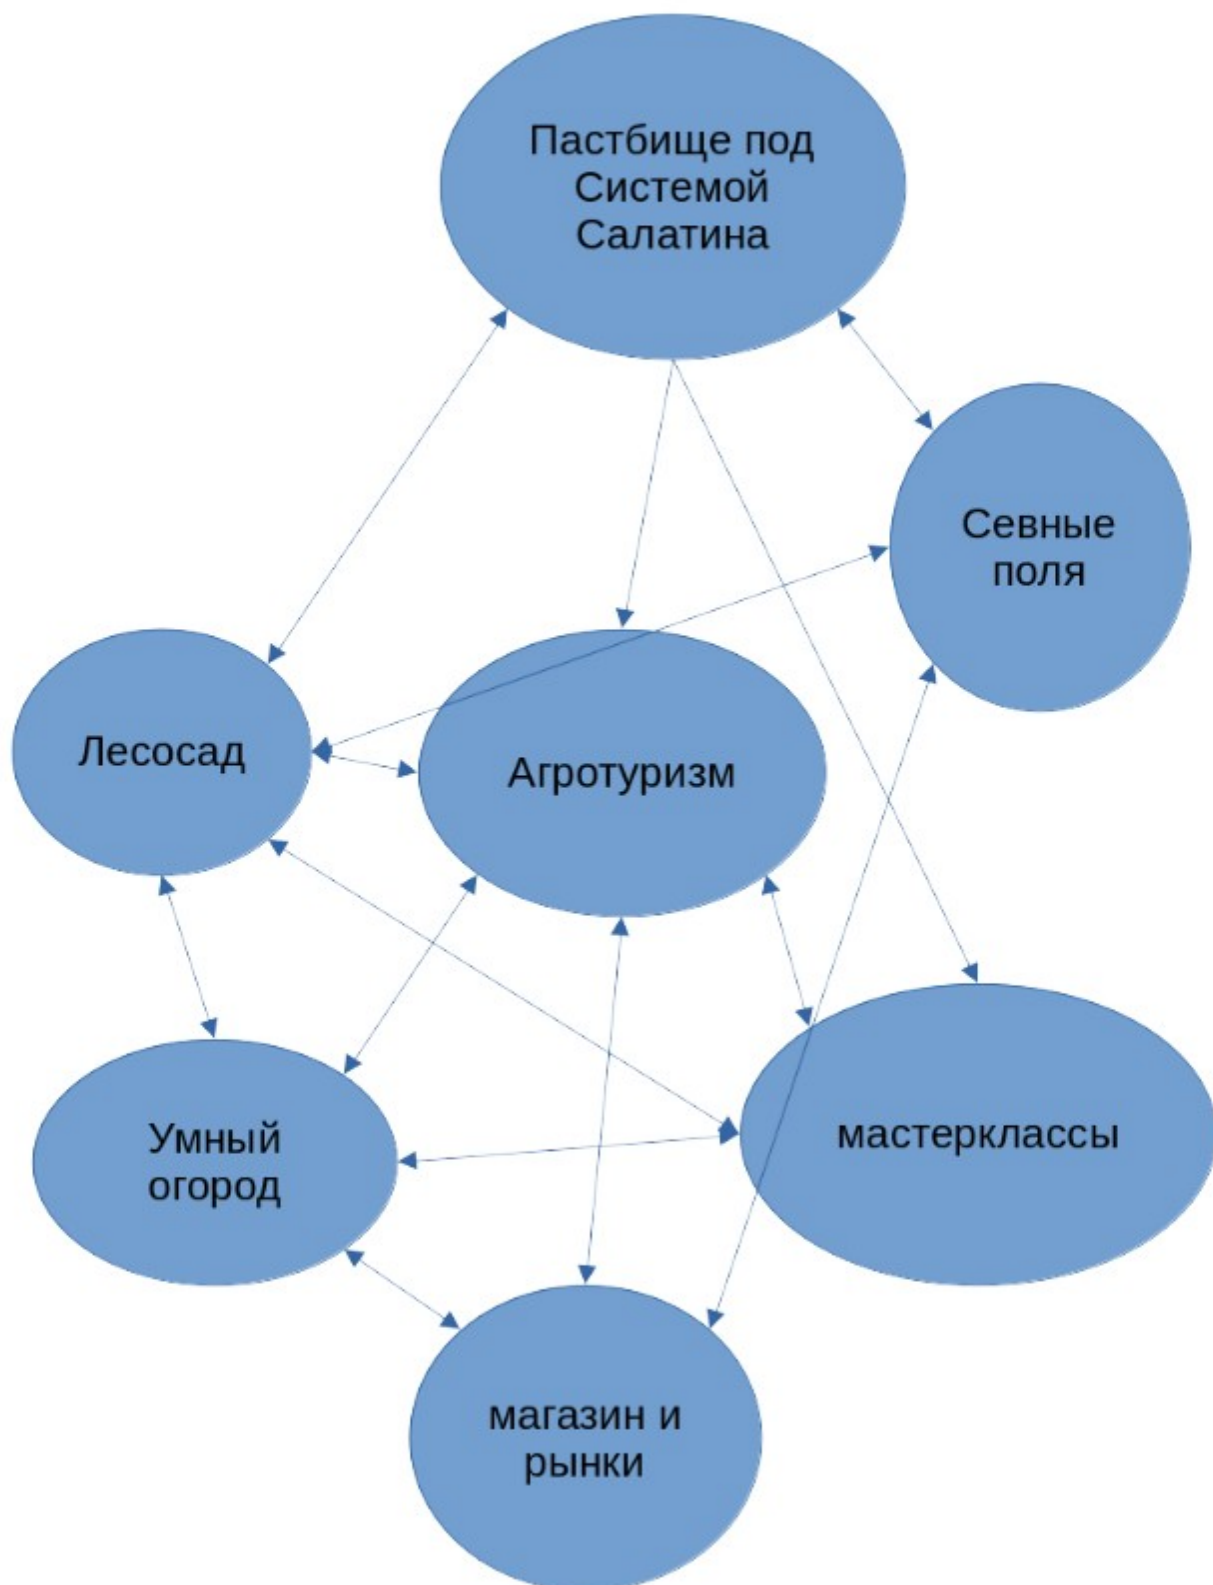 Пастбище под
Системой
Салатина
Севные
поля
Лесосад
Агротуризм
Умный
огород
мастерклассы
магазин и
рынки